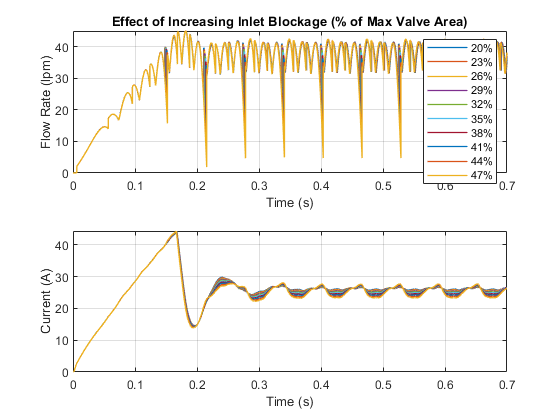 Effect of Increasing Inlet Blockage (% of Max Valve Area)
40
30
20
10
0
Flow Rate (lpm)
20%
23%
26%
29%
32%
35%
38%
41%
44%
47%
0 0.1 0.2 0.3 0.4 0.5 0.6 0.7
Time (s)
40
30
20
10
0
Current (A)
0 0.1 0.2 0.3 0.4 0.5 0.6 0.7
Time (s)